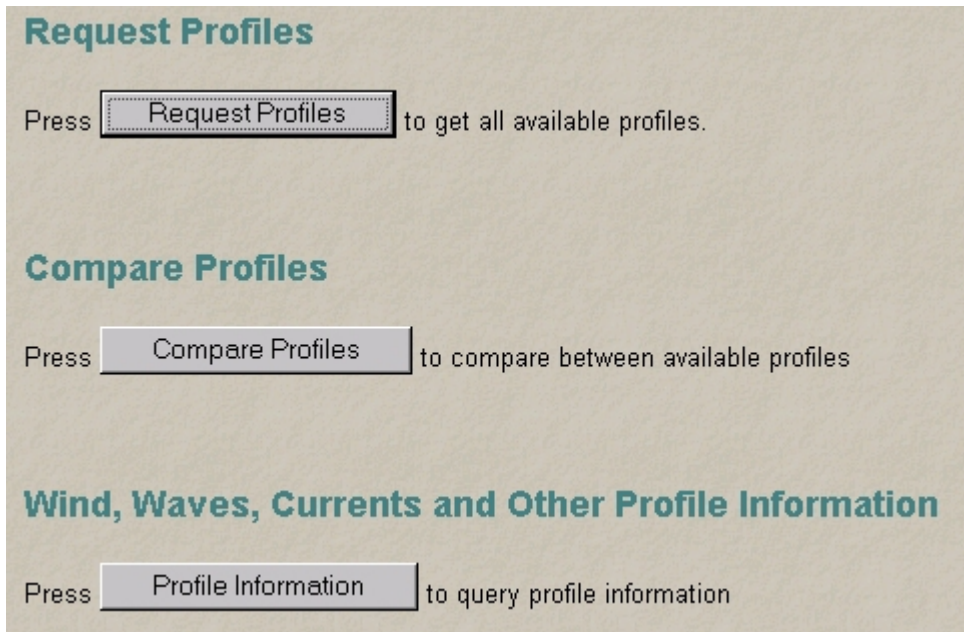 Request Profiles
Press Request Profiles to get all available profiles.
Compare Profiles
Press Compare Profiles to compare between available profiles
Wind, Waves, Currents and Other Profile Information
Press Profile Information to query profile information